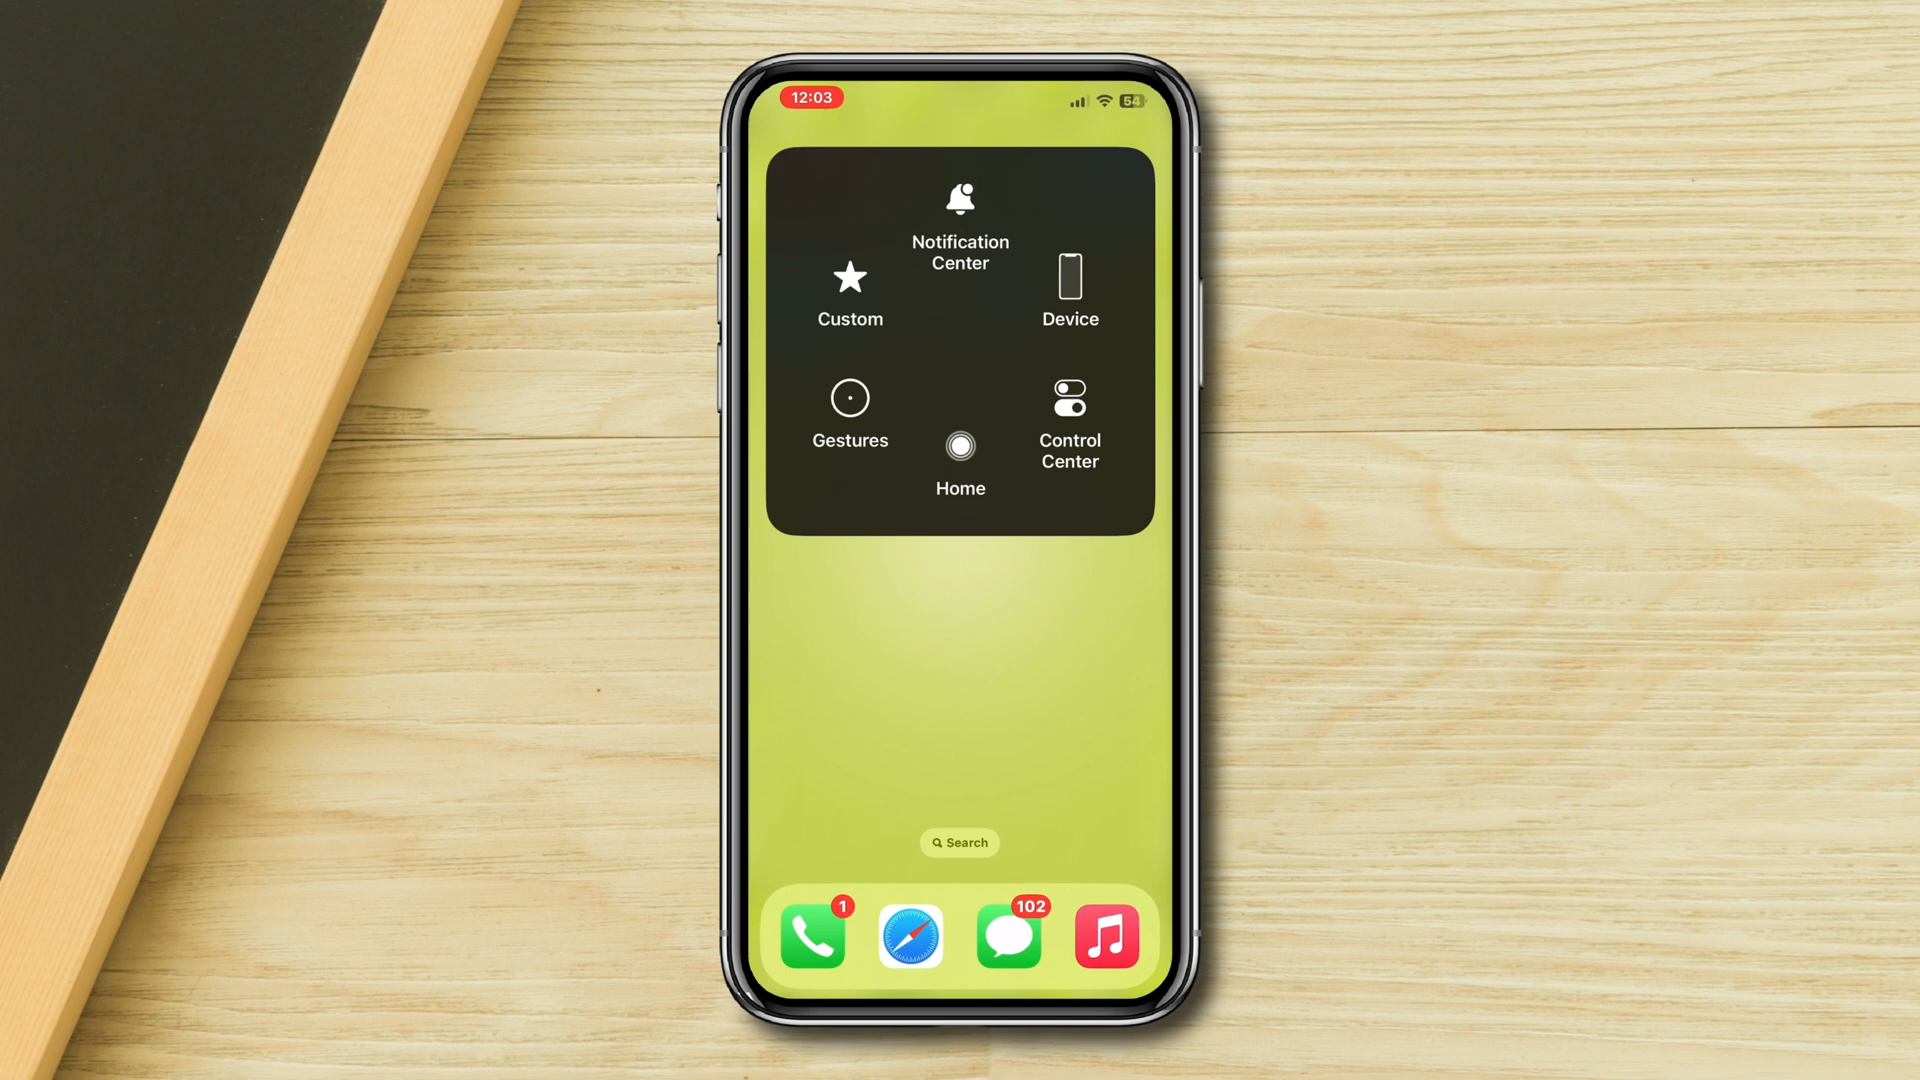 12:03
54
Notification
Center
Custom
Device
Gestures
Control
Center
Home
Search
1
102